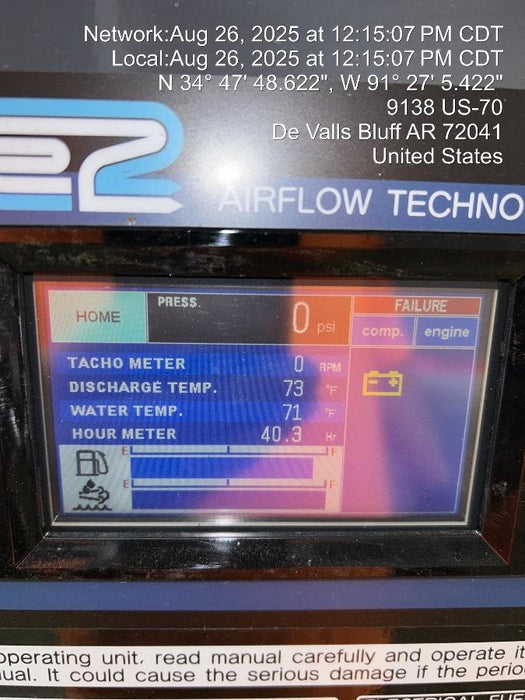 Network:Aug 26, 2025 at 12:15:07 PM CDT
Local:Aug 26, 2025 at 12:15:07 PM CDT
N 34° 47' 48.622", W 91° 27' 5.422"
9138 US-70
De Valls Bluff AR 72041
United States
e2
AIRFLOW TECHNO
HOME
PRESS.
0 psi
FAILURE
comp. engine
TACHO METER 0 RPM
DISCHARGE TEMP. 73 °F
WATER TEMP. 71 °F
HOUR METER 40.3 Hr
E F
E F
operating unit, read manual carefully and operate it
ual. It could cause the serious damage if the perio